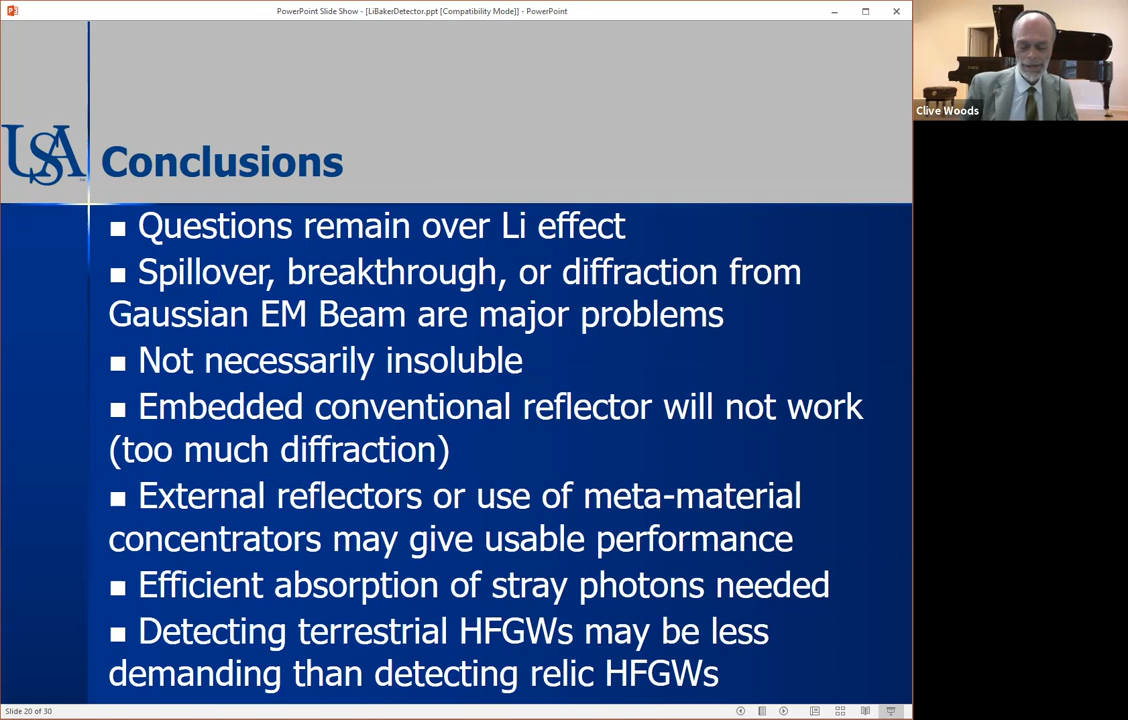 PowerPoint Slide Show - [LiBakerDetector.ppt [Compatibility Mode]] - PowerPoint
Clive Woods
USA
Conclusions
■ Questions remain over Li effect
■ Spillover, breakthrough, or diffraction from
Gaussian EM Beam are major problems
■ Not necessarily insoluble
■ Embedded conventional reflector will not work
(too much diffraction)
■ External reflectors or use of meta-material
concentrators may give usable performance
■ Efficient absorption of stray photons needed
■ Detecting terrestrial HFGWs may be less
demanding than detecting relic HFGWs
Slide 20 of 30